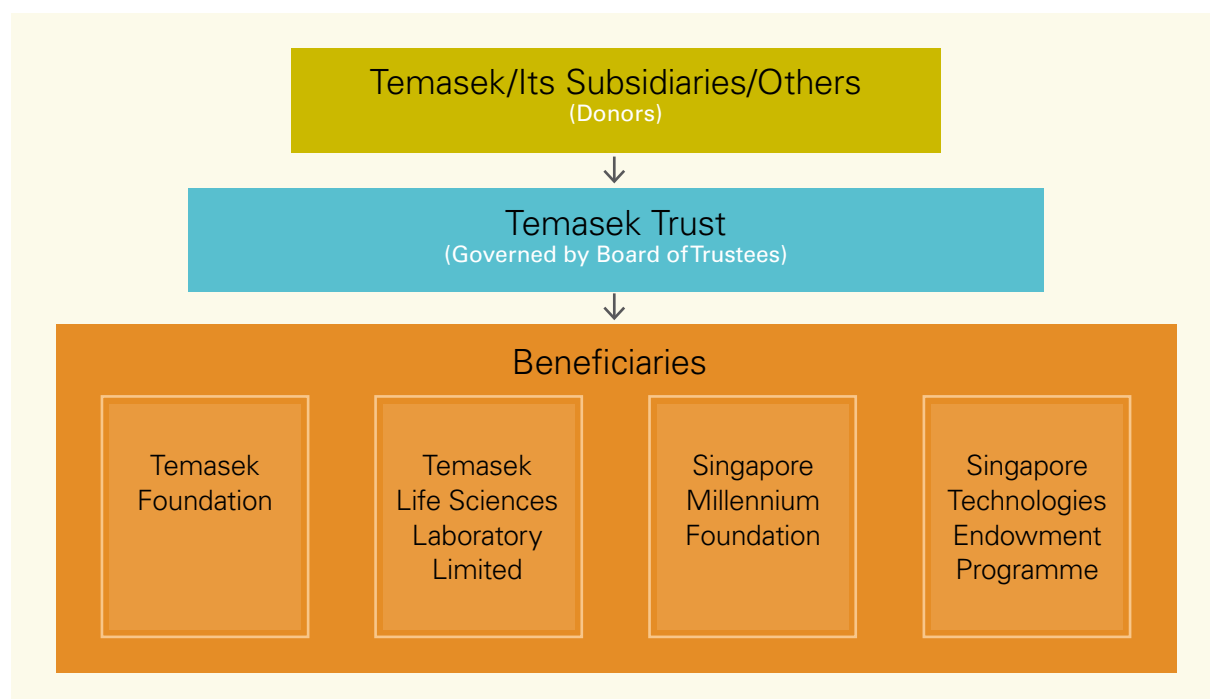 Temasek/Its Subsidiaries/Others
(Donors)
Temasek Trust
(Governed by Board of Trustees)
Beneficiaries
Temasek
Foundation
Temasek
Life Sciences
Laboratory
Limited
Singapore
Millennium
Foundation
Singapore
Technologies
Endowment
Programme